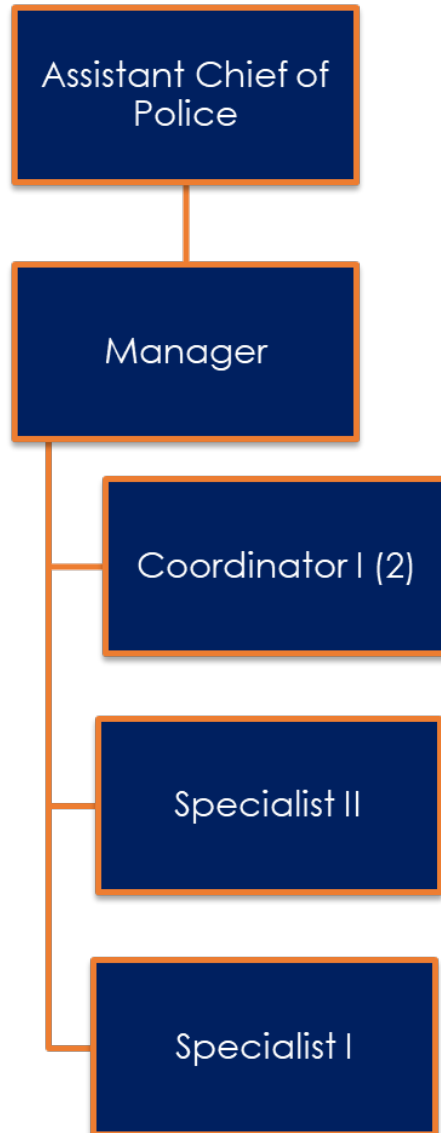 Assistant Chief of
Police
Manager
Coordinator I (2)
Specialist II
Specialist I